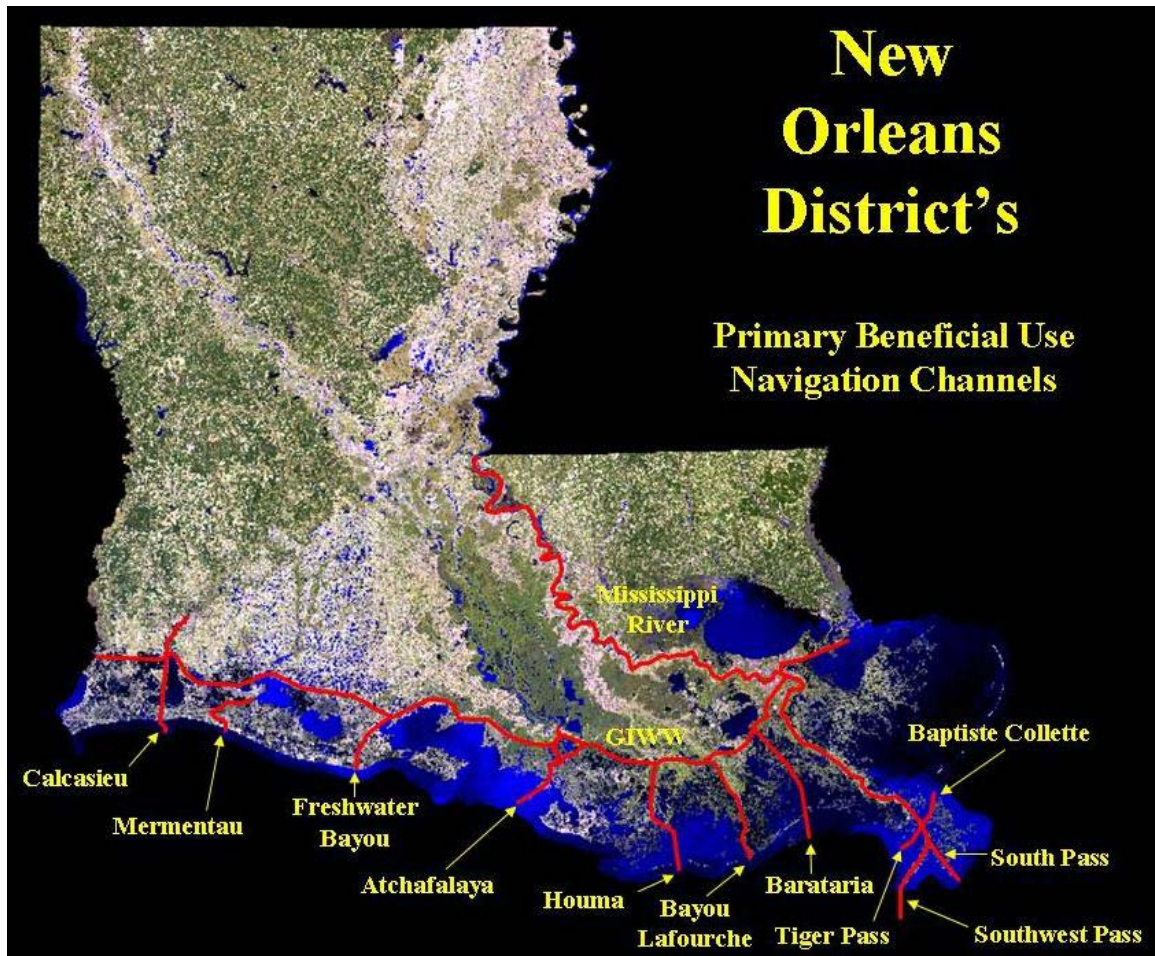 New
Orleans
District's
Primary Beneficial Use
Navigation Channels
Mississippi
River
GIWW
Baptiste Collette
Calcasieu
Mermentau
Freshwater
Bayou
Atchafalaya
Houma
Bayou
Lafourche
Barataria
Tiger Pass
South Pass
Southwest Pass